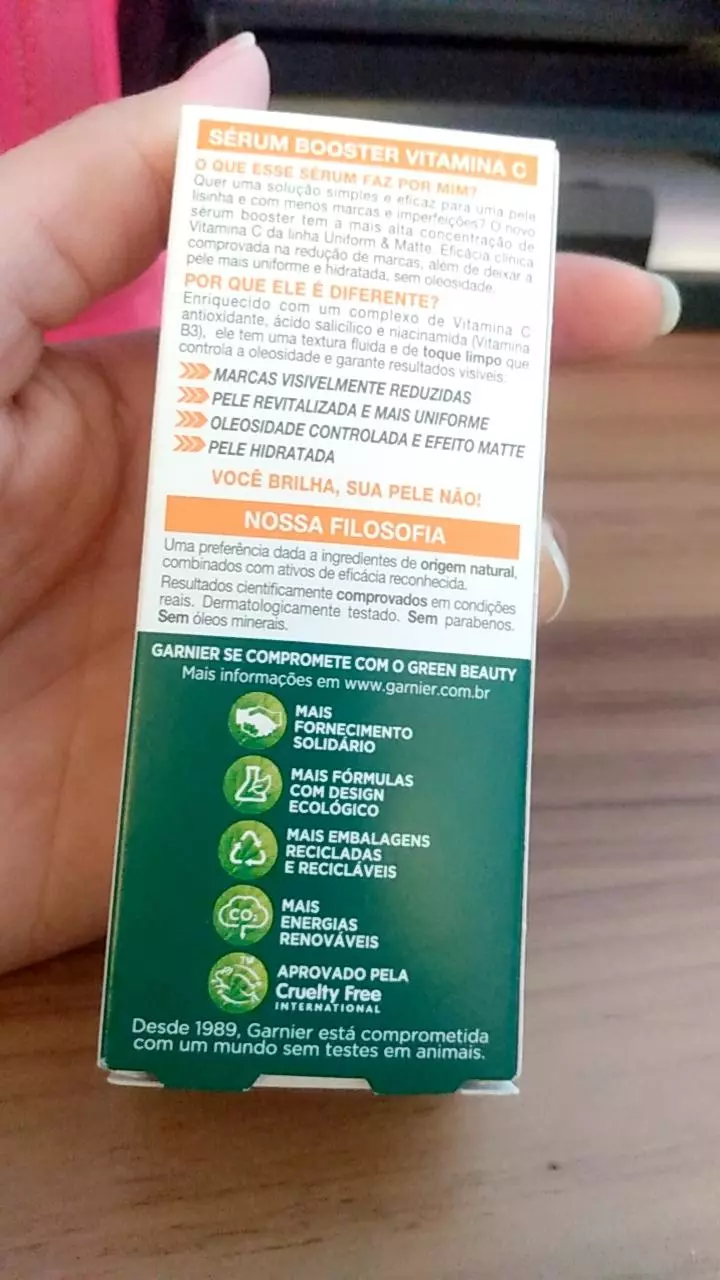 SÉRUM BOOSTER VITAMINA C
O QUE ESSE SÉRUM FAZ POR MIM?
Quer uma solução simples e eficaz para uma pele
lisinha e com menos marcas e imperfeições? O novo
sérum booster tem a mais alta concentração de
Vitamina C da linha Uniform & Matte. Eficácia clínica
comprovada na redução de marcas, além de deixar a
pele mais uniforme e hidratada, sem oleosidade.
POR QUE ELE É DIFERENTE?
Enriquecido com um complexo de Vitamina C
antioxidante, ácido salicílico e niacinamida (Vitamina
B3), ele tem uma textura fluida e de toque limpo que
controla a oleosidade e garante resultados visíveis:
MARCAS VISIVELMENTE REDUZIDAS
PELE REVITALIZADA E MAIS UNIFORME
OLEOSIDADE CONTROLADA E EFEITO MATTE
PELE HIDRATADA
VOCÊ BRILHA, SUA PELE NÃO!
NOSSA FILOSOFIA
Uma preferência dada a ingredientes de origem natural,
combinados com ativos de eficácia reconhecida.
Resultados cientificamente comprovados em condições
reais. Dermatologicamente testado. Sem parabenos.
Sem óleos minerais.
GARNIER SE COMPROMETE COM O GREEN BEAUTY
Mais informações em www.garnier.com.br
MAIS
FORNECIMENTO
SOLIDÁRIO
MAIS FÓRMULAS
COM DESIGN
ECOLÓGICO
MAIS EMBALAGENS
RECICLADAS
E RECICLÁVEIS
CO2
MAIS
ENERGIAS
RENOVÁVEIS
APROVADO PELA
Cruelty Free
INTERNATIONAL
Desde 1989, Garnier está comprometida
com um mundo sem testes em animais.